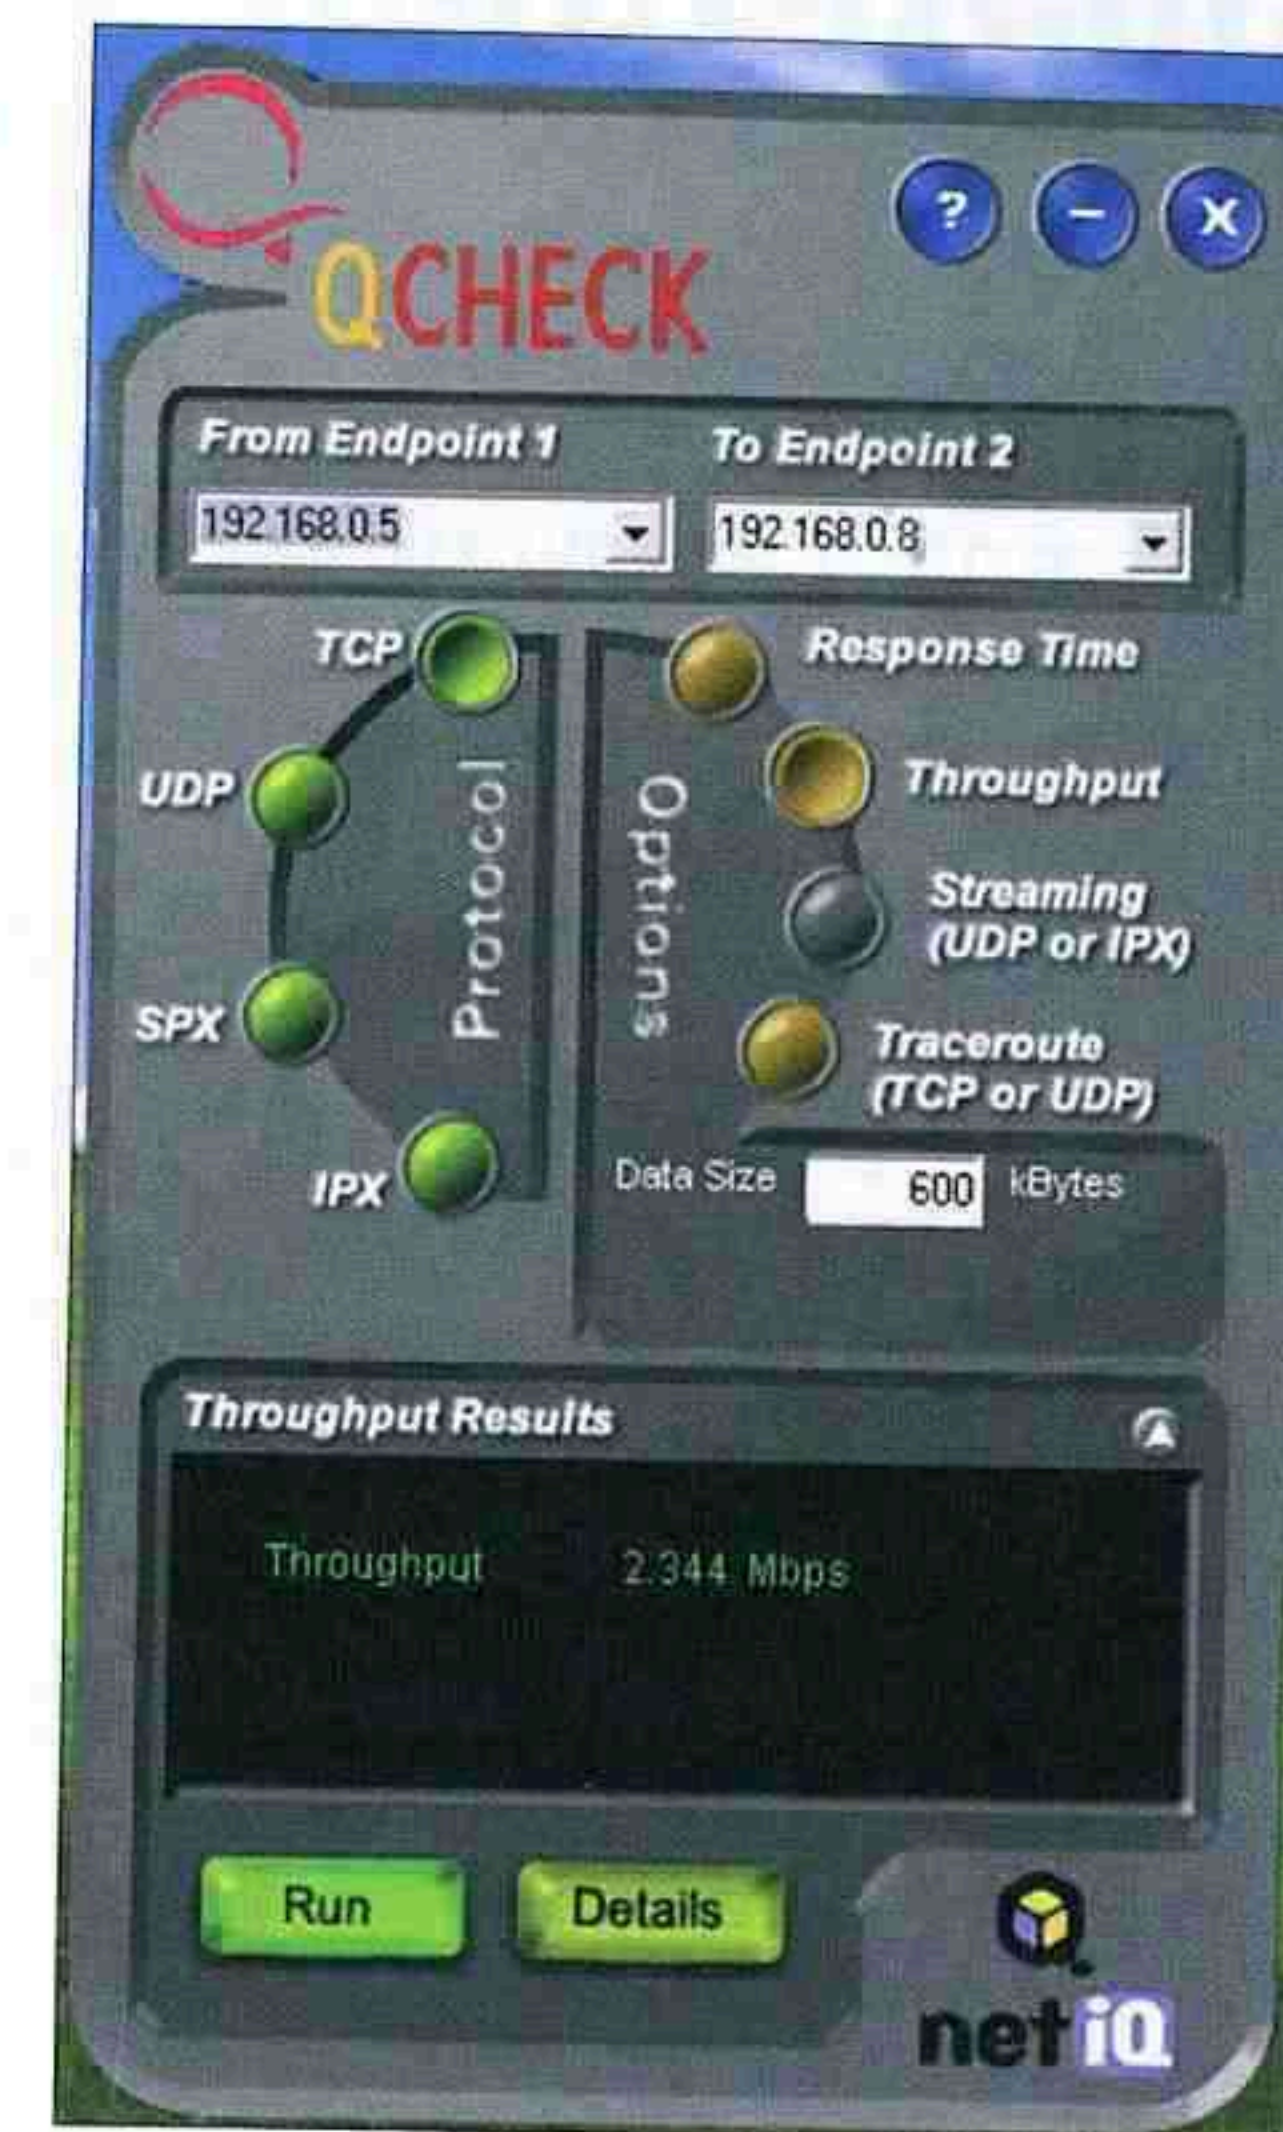 ? – X
QCHECK
From Endpoint 1 To Endpoint 2
192.168.0.5 192.168.0.8
TCP
UDP
SPX
IPX
Protocol
Options
Response Time
Throughput
Streaming
(UDP or IPX)
Traceroute
(TCP or UDP)
Data Size 600 kBytes
Throughput Results
Throughput 2.344 Mbps
Run Details
netiQ